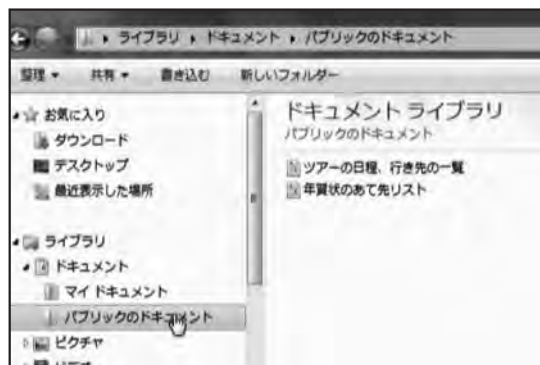 ライブラリ ▸ ドキュメント ▸ パブリックのドキュメント
整理 共有 書き込む 新しいフォルダー
お気に入り
ダウンロード
デスクトップ
最近表示した場所
ライブラリ
ドキュメント
マイ ドキュメント
パブリックのドキュメント
ピクチャ
ドキュメント ライブラリ
パブリックのドキュメント
ツアーの日程、行き先の一覧
年賀状のあて先リスト